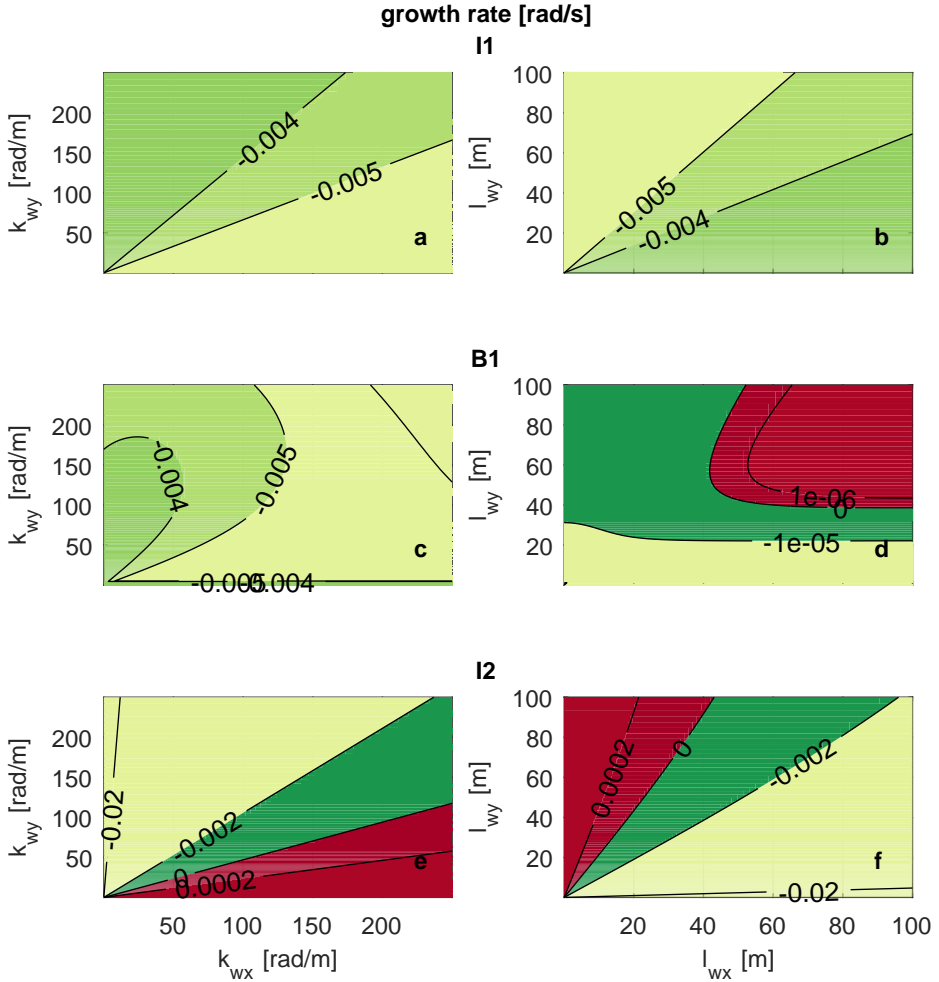 growth rate [rad/s]
I1
k_wy [rad/m]
200
150
100
50
-0.004
-0.005
a
l_wy [m]
100
80
60
40
20
-0.005
-0.004
b
B1
k_wy [rad/m]
200
150
100
50
-0.004
-0.005
-0.005
-0.004
c
l_wy [m]
100
80
60
40
20
1e-06
0
-1e-05
d
I2
k_wy [rad/m]
200
150
100
50
-0.02
-0.002
0
0.0002
e
50
100
150
200
k_wx [rad/m]
l_wy [m]
100
80
60
40
20
0.0002
0
-0.002
-0.02
f
20
40
60
80
100
l_wx [m]